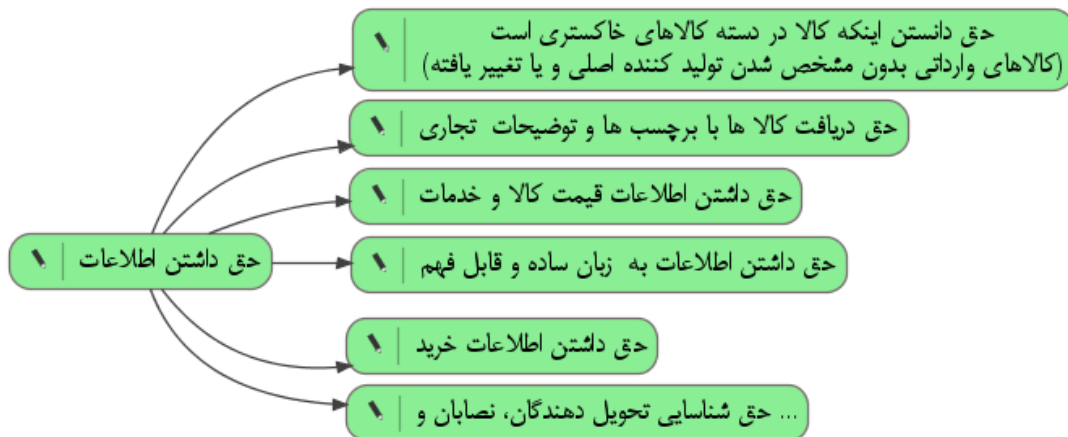 حق دانستن اینکه کالا در دسته کالاهای خاکستری است
(کالاهای وارداتی بدون مشخص شدن تولید کننده اصلی و یا تغییر یافته)
حق دریافت کالا ها با برچسب ها و توضیحات تجاری
حق داشتن اطلاعات قیمت کالا و خدمات
حق داشتن اطلاعات
حق داشتن اطلاعات به زبان ساده و قابل فهم
حق داشتن اطلاعات خرید
حق شناسایی تحویل دهندگان، نصابان و ...